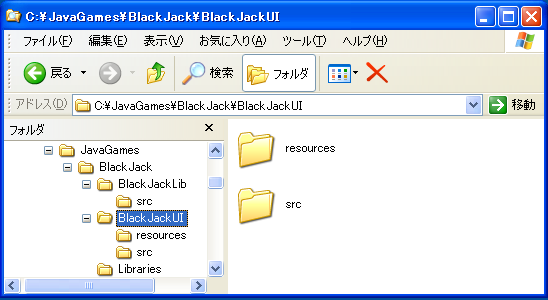 C:¥JavaGames¥BlackJack¥BlackJackUI
ファイル(F) 編集(E) 表示(V) お気に入り(A) ツール(T) ヘルプ(H)
戻る 検索 フォルダ
アドレス(D) C:¥JavaGames¥BlackJack¥BlackJackUI 移動
フォルダ
JavaGames
BlackJack
BlackJackLib
src
BlackJackUI
resources
src
Libraries
resources
src